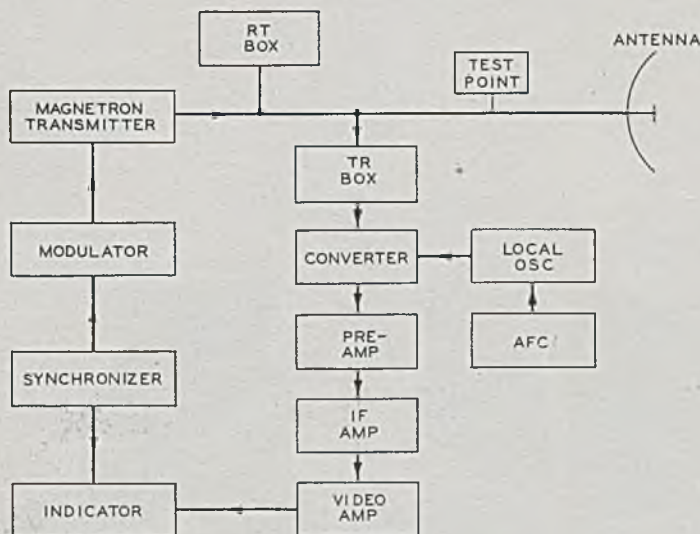 RT
BOX
ANTENNA
TEST
POINT
MAGNETRON
TRANSMITTER
TR
BOX
MODULATOR
CONVERTER
LOCAL
OSC
PRE-
AMP
AFC
SYNCHRONIZER
IF
AMP
INDICATOR
VIDEO
AMP